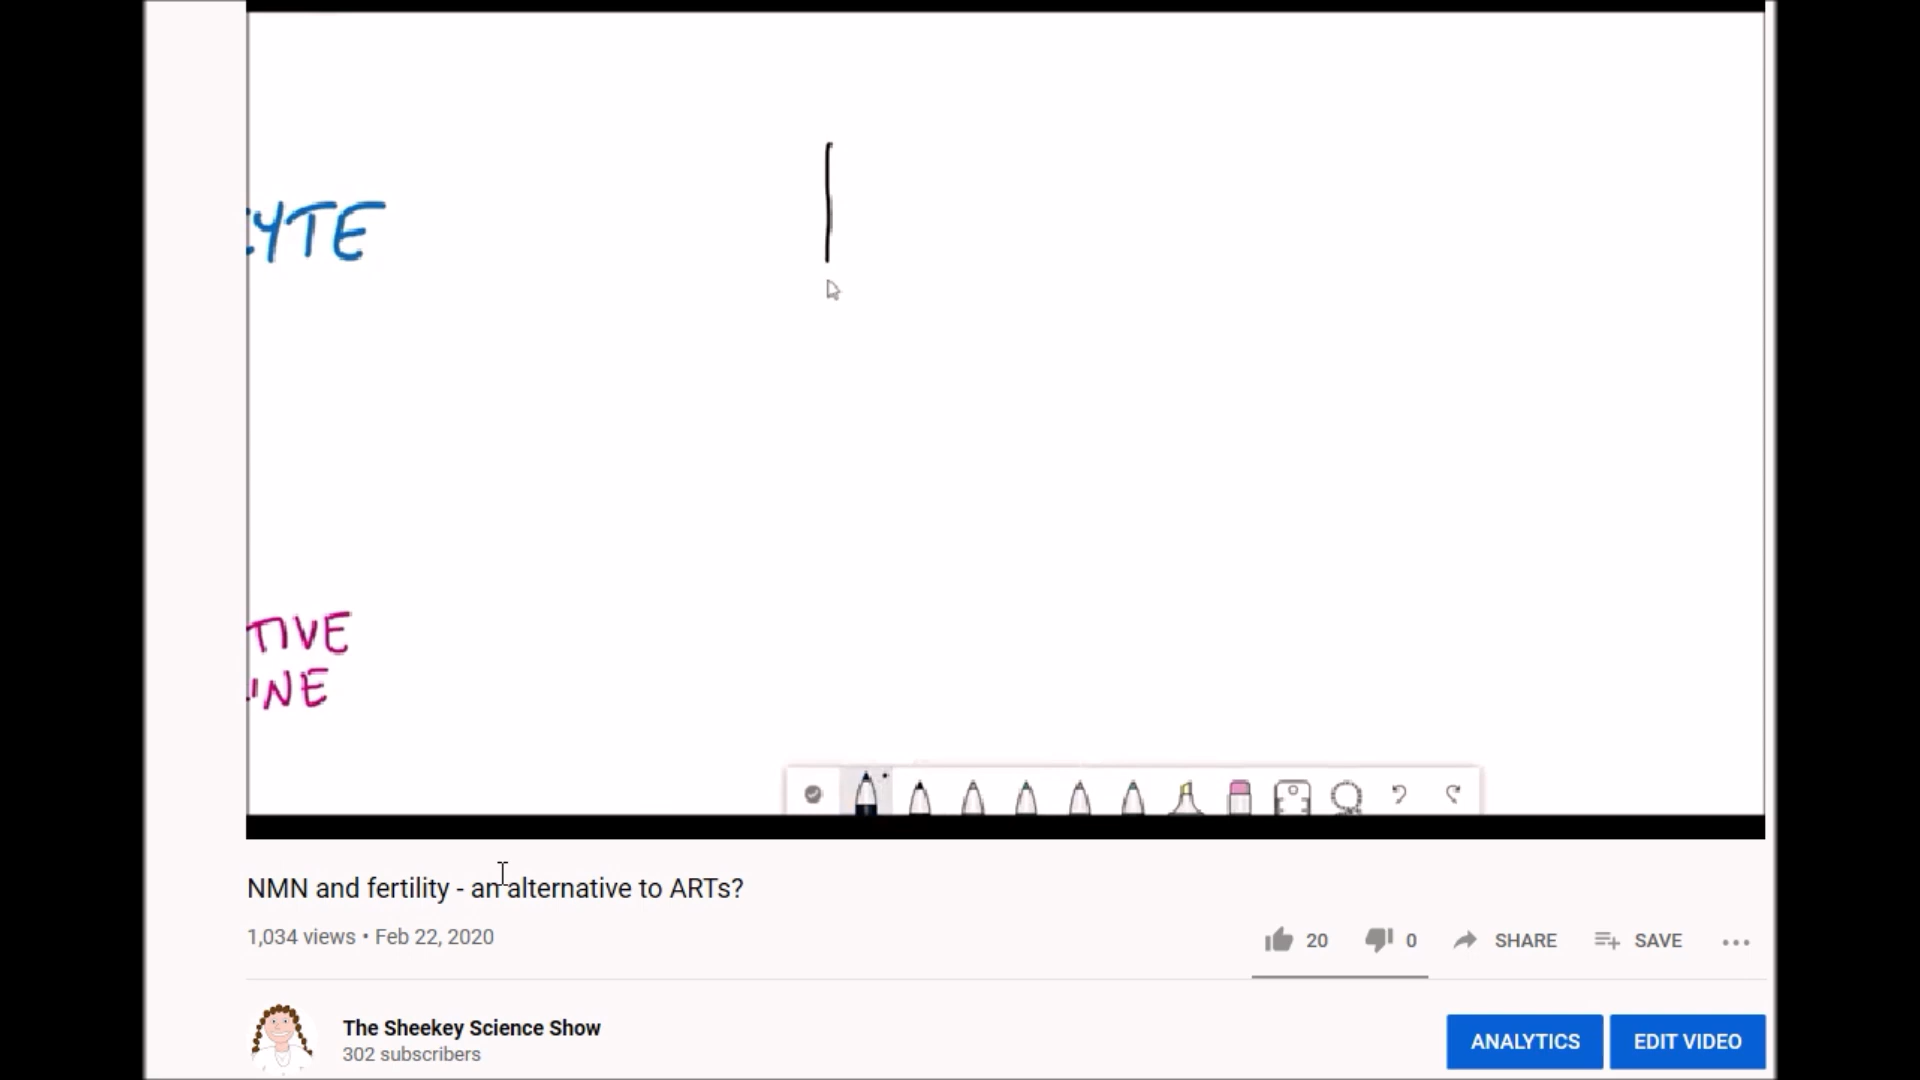 YTE
TIVE
INE
NMN and fertility - an alternative to ARTs?
1,034 views • Feb 22, 2020
20
0
SHARE
SAVE
The Sheekey Science Show
302 subscribers
ANALYTICS
EDIT VIDEO